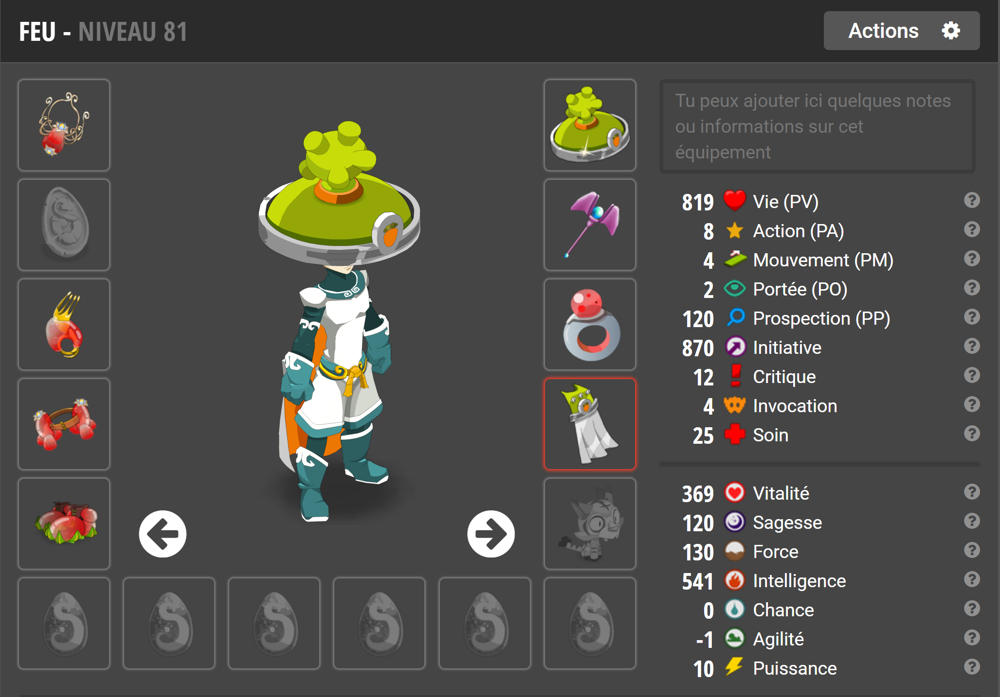 FEU - NIVEAU 81
Actions
Tu peux ajouter ici quelques notes
ou informations sur cet
équipement
819 Vie (PV) ?
8 Action (PA) ?
4 Mouvement (PM) ?
2 Portée (PO) ?
120 Prospection (PP) ?
870 Initiative ?
12 Critique ?
4 Invocation ?
25 Soin ?
369 Vitalité ?
120 Sagesse ?
130 Force ?
541 Intelligence ?
0 Chance ?
-1 Agilité ?
10 Puissance ?